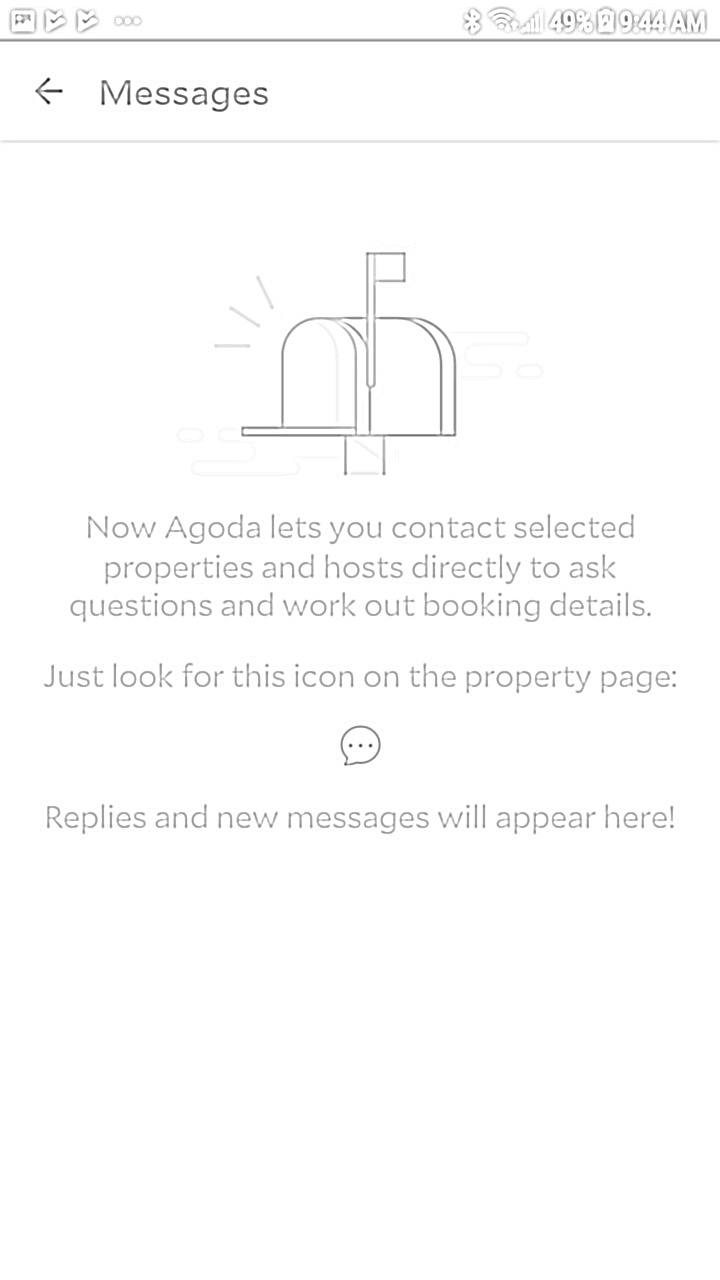 49% 9:44 AM
Messages
Now Agoda lets you contact selected
properties and hosts directly to ask
questions and work out booking details.
Just look for this icon on the property page:
Replies and new messages will appear here!